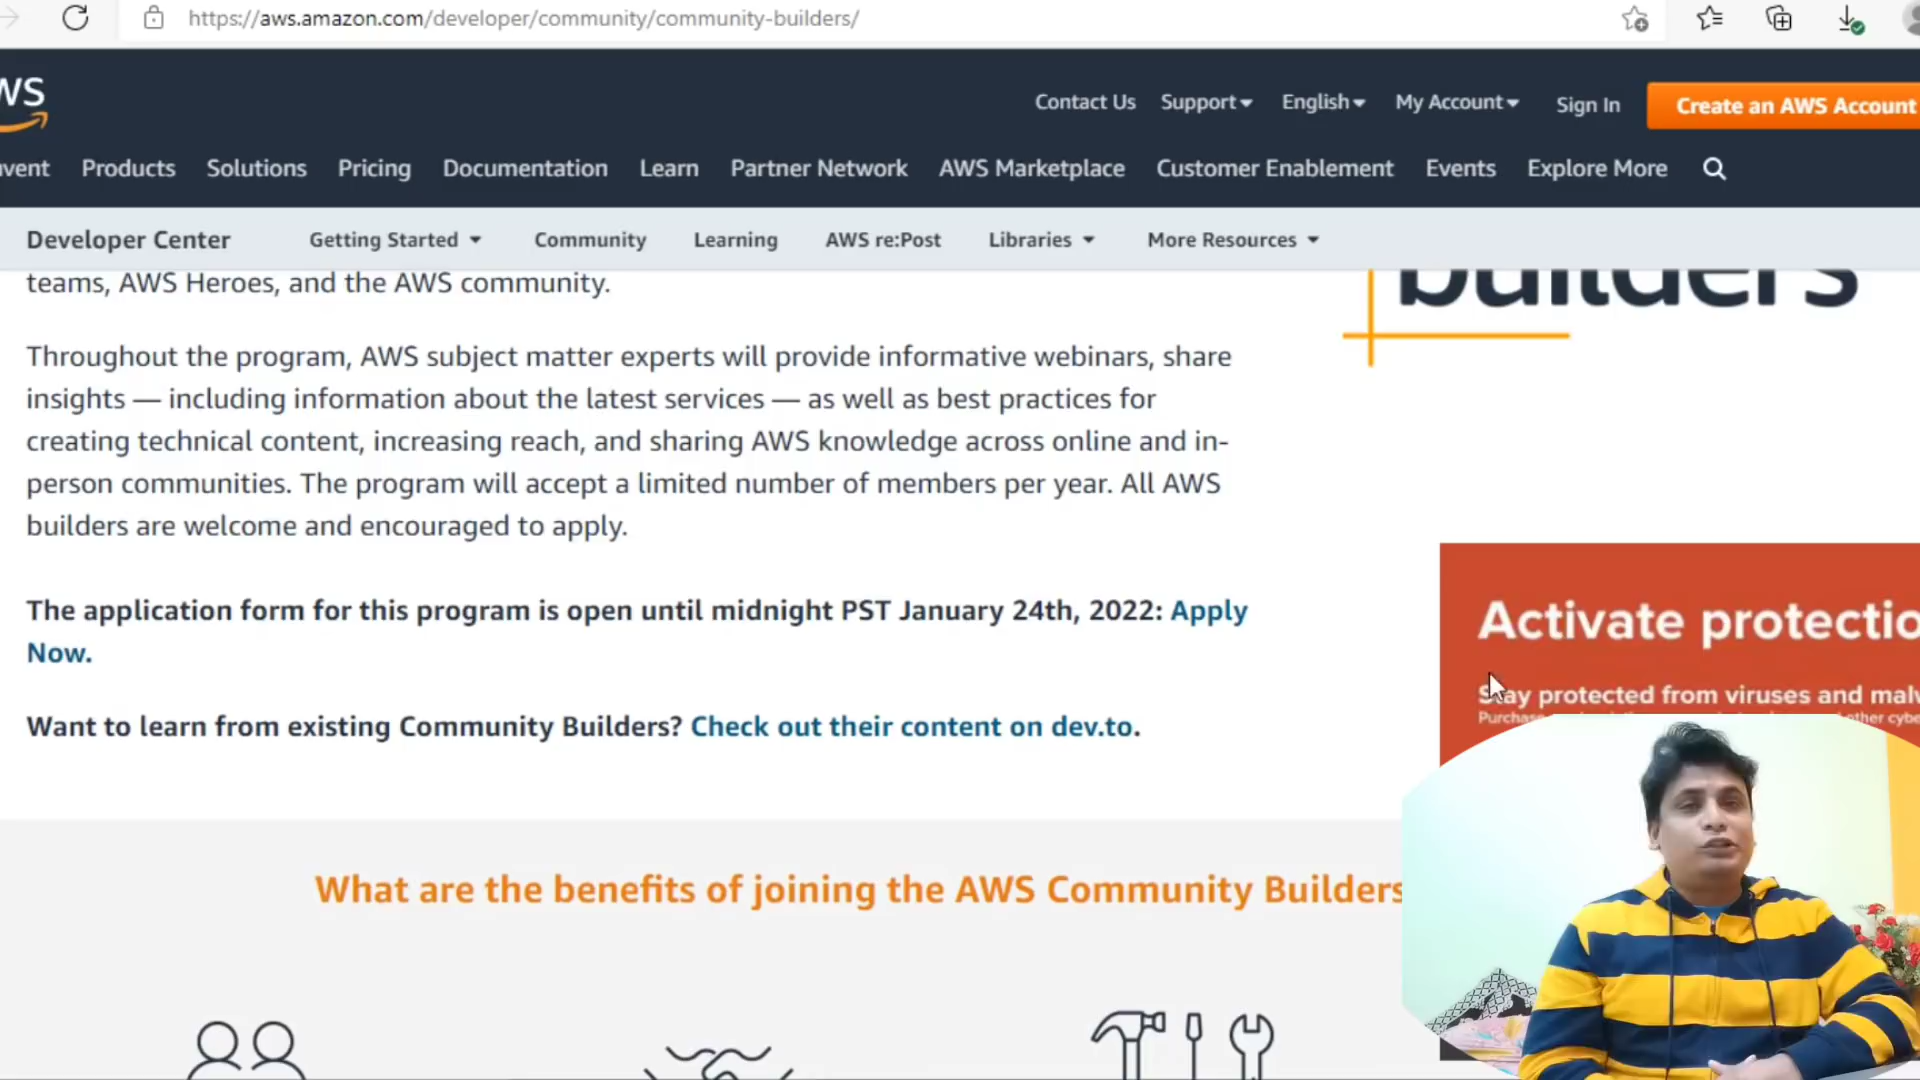 https://aws.amazon.com/developer/community/community-builders/
Contact Us Support English My Account Sign In Create an AWS Account
Products Solutions Pricing Documentation Learn Partner Network AWS Marketplace Customer Enablement Events Explore More
Developer Center Getting Started Community Learning AWS re:Post Libraries More Resources
teams, AWS Heroes, and the AWS community.
builders
Throughout the program, AWS subject matter experts will provide informative webinars, share
insights — including information about the latest services — as well as best practices for
creating technical content, increasing reach, and sharing AWS knowledge across online and in-
person communities. The program will accept a limited number of members per year. All AWS
builders are welcome and encouraged to apply.
The application form for this program is open until midnight PST January 24th, 2022: Apply
Now.
Want to learn from existing Community Builders? Check out their content on dev.to.
Activate protectio
Stay protected from viruses and malw
Purchase
What are the benefits of joining the AWS Community Builders